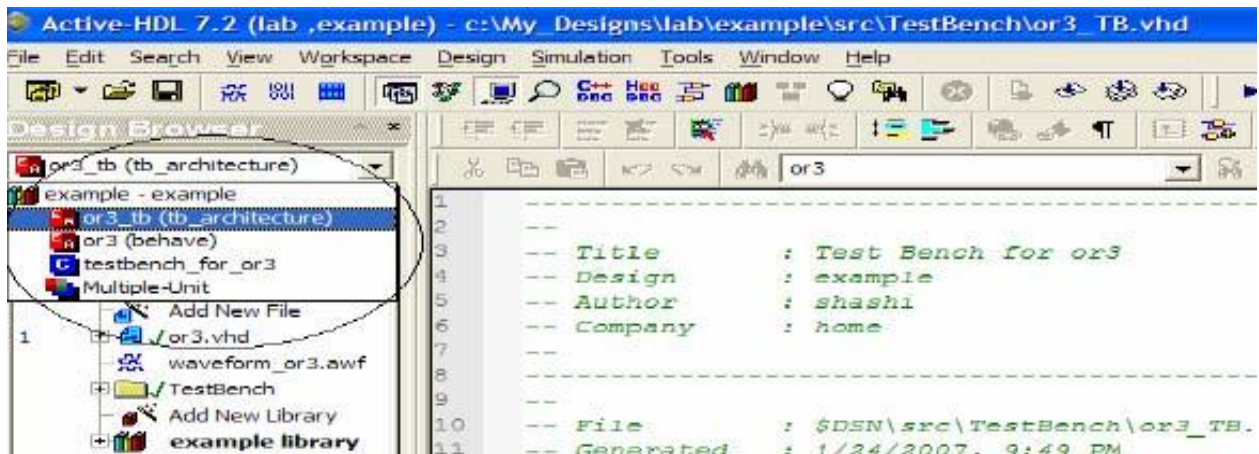 Active-HDL 7.2 (lab ,example) - c:\My_Designs\lab\example\src\TestBench\or3_TB.vhd
File Edit Search View Workspace Design Simulation Tools Window Help
Design Browser
or3_tb (tb_architecture)
example - example
or3_tb (tb_architecture)
or3 (behave)
testbench_for_or3
Multiple-Unit
Add New File
1 or3.vhd
waveform_or3.awf
TestBench
Add New Library
example library
or3
1 ----------------------------------------------------
2 --
3 -- Title : Test Bench for or3
4 -- Design : example
5 -- Author : shashi
6 -- Company : home
7 --
8 ----------------------------------------------------
9 --
10 -- File : $DSN\src\TestBench\or3_TB.
11 -- Generated : 1/24/2007, 9:49 PM